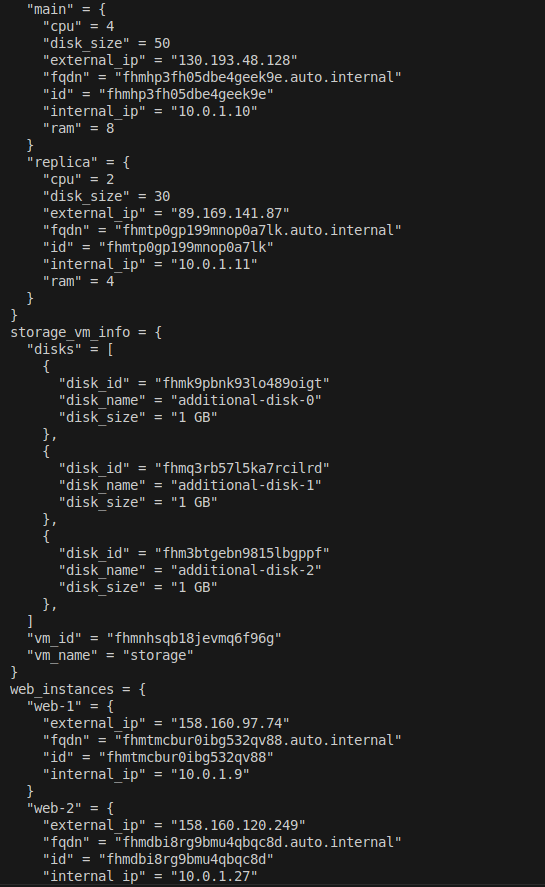 "main" = {
"cpu" = 4
"disk_size" = 50
"external_ip" = "130.193.48.128"
"fqdn" = "fhmhp3fh05dbe4geek9e.auto.internal"
"id" = "fhmhp3fh05dbe4geek9e"
"internal_ip" = "10.0.1.10"
"ram" = 8
}
"replica" = {
"cpu" = 2
"disk_size" = 30
"external_ip" = "89.169.141.87"
"fqdn" = "fhmtp0gp199mnop0a7lk.auto.internal"
"id" = "fhmtp0gp199mnop0a7lk"
"internal_ip" = "10.0.1.11"
"ram" = 4
}
}
storage_vm_info = {
"disks" = [
{
"disk_id" = "fhmk9pbnk93lo489oigt"
"disk_name" = "additional-disk-0"
"disk_size" = "1 GB"
},
{
"disk_id" = "fhmq3rb57l5ka7rcilrd"
"disk_name" = "additional-disk-1"
"disk_size" = "1 GB"
},
{
"disk_id" = "fhm3btgebn9815lbgppf"
"disk_name" = "additional-disk-2"
"disk_size" = "1 GB"
},
]
"vm_id" = "fhmnhsqb18jevmq6f96g"
"vm_name" = "storage"
}
web_instances = {
"web-1" = {
"external_ip" = "158.160.97.74"
"fqdn" = "fhmtmcbur0ibg532qv88.auto.internal"
"id" = "fhmtmcbur0ibg532qv88"
"internal_ip" = "10.0.1.9"
}
"web-2" = {
"external_ip" = "158.160.120.249"
"fqdn" = "fhmdbi8rg9bmu4qbqc8d.auto.internal"
"id" = "fhmdbi8rg9bmu4qbqc8d"
"internal_ip" = "10.0.1.27"